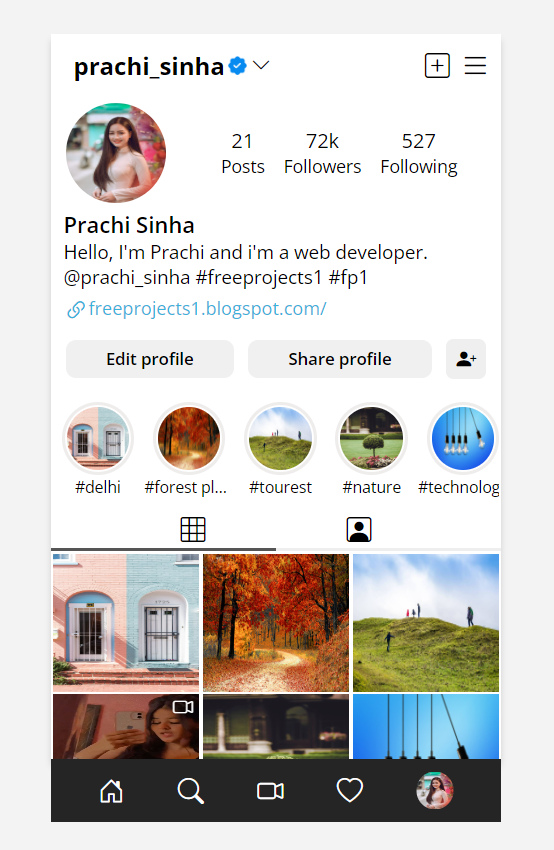 prachi_sinha
21 72k 527
Posts Followers Following
Prachi Sinha
Hello, I'm Prachi and i'm a web developer.
@prachi_sinha #freeprojects1 #fp1
freeprojects1.blogspot.com/
Edit profile Share profile
#delhi #forest pl... #tourest #nature #technolog